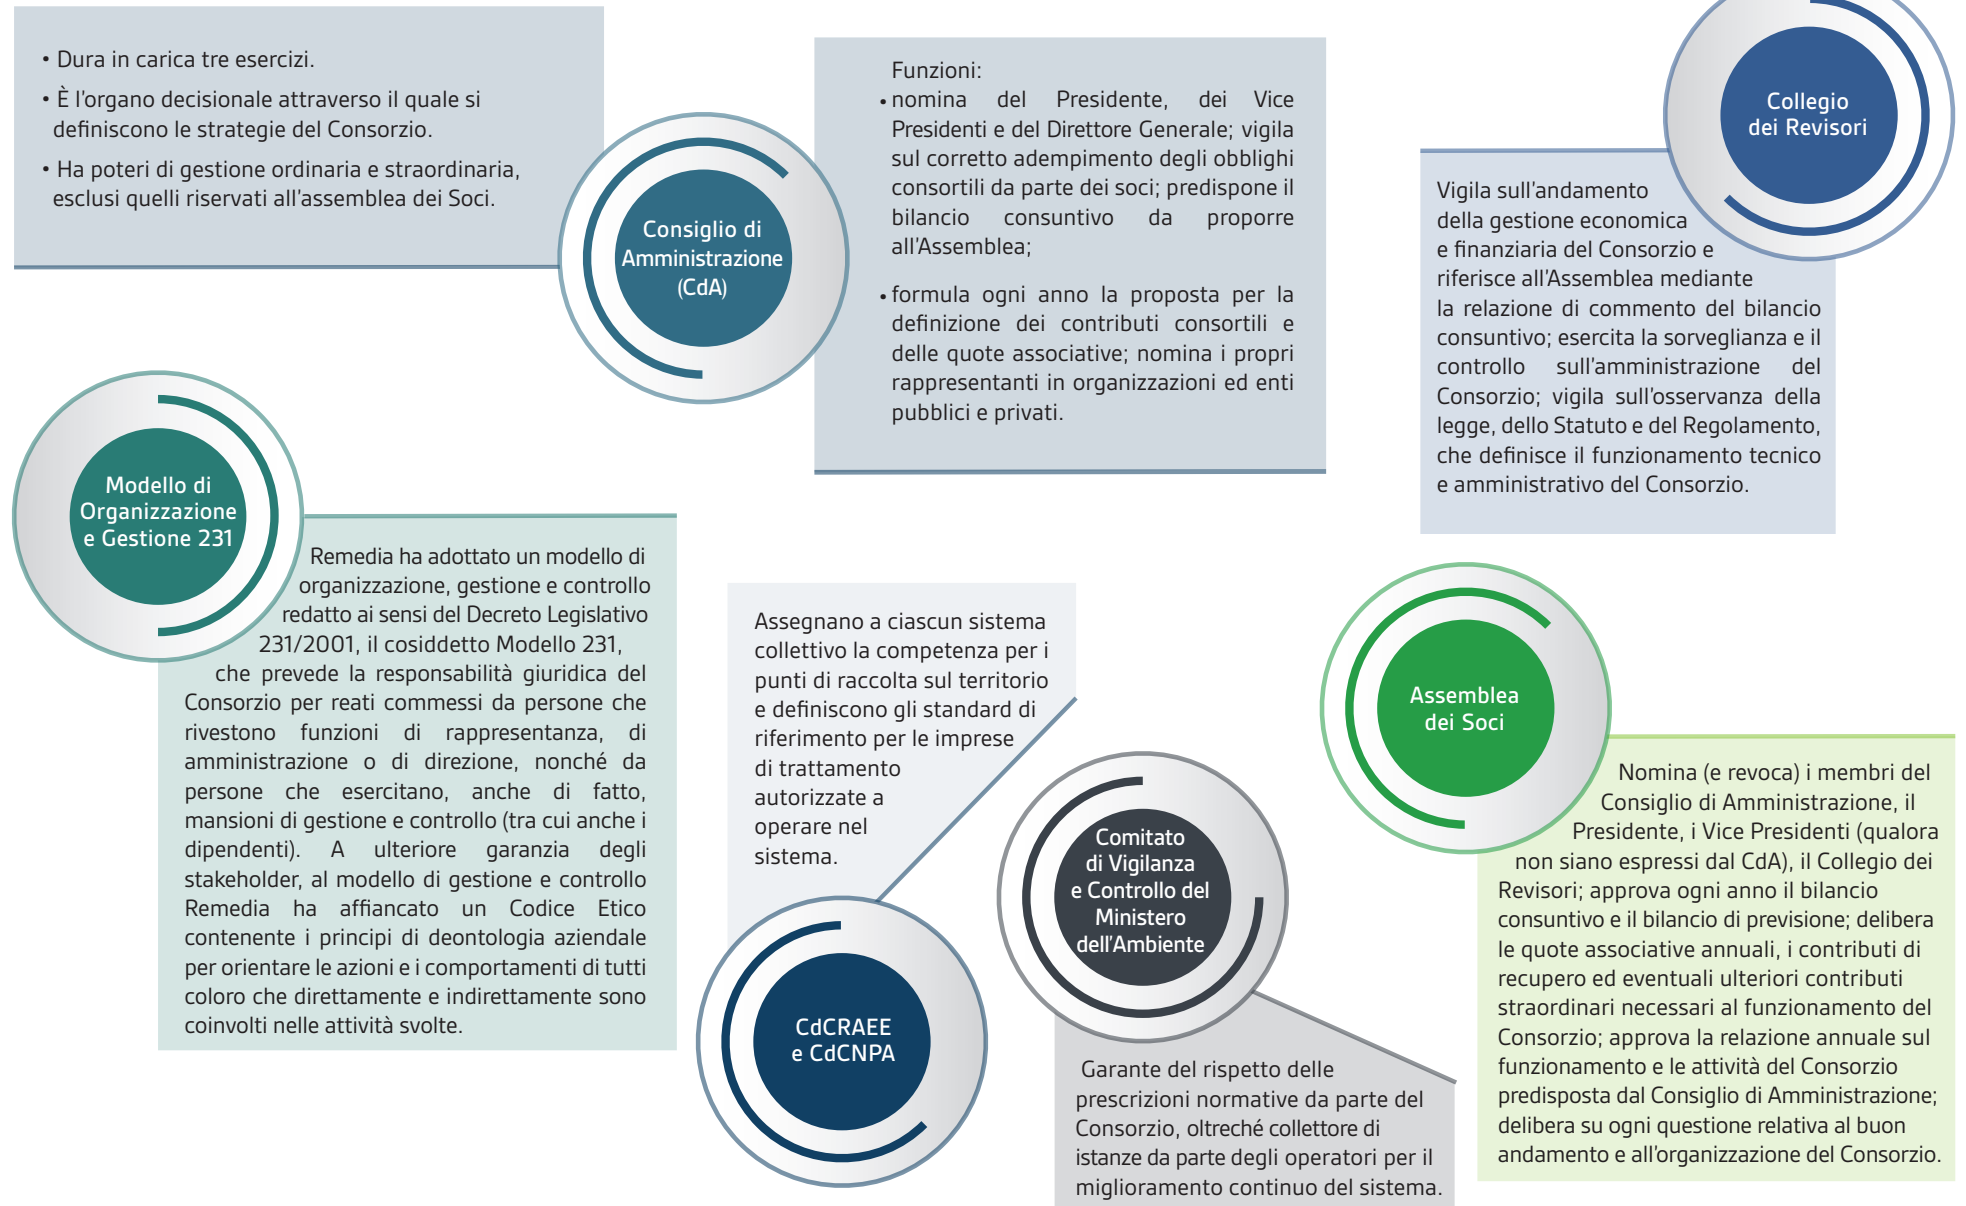 • Dura in carica tre esercizi.
• È l'organo decisionale attraverso il quale si
definiscono le strategie del Consorzio.
• Ha poteri di gestione ordinaria e straordinaria,
esclusi quelli riservati all'assemblea dei Soci.
Consiglio di
Amministrazione
(CdA)
Funzioni:
• nomina del Presidente, dei Vice
Presidenti e del Direttore Generale; vigila
sul corretto adempimento degli obblighi
consortili da parte dei soci; predispone il
bilancio consuntivo da proporre
all'Assemblea;
• formula ogni anno la proposta per la
definizione dei contributi consortili e
delle quote associative; nomina i propri
rappresentanti in organizzazioni ed enti
pubblici e privati.
Collegio
dei Revisori
Vigila sull'andamento
della gestione economica
e finanziaria del Consorzio e
riferisce all'Assemblea mediante
la relazione di commento del bilancio
consuntivo; esercita la sorveglianza e il
controllo sull'amministrazione del
Consorzio; vigila sull'osservanza della
legge, dello Statuto e del Regolamento,
che definisce il funzionamento tecnico
e amministrativo del Consorzio.
Modello di
Organizzazione
e Gestione 231
Remedia ha adottato un modello di
organizzazione, gestione e controllo
redatto ai sensi del Decreto Legislativo
231/2001, il cosiddetto Modello 231,
che prevede la responsabilità giuridica del
Consorzio per reati commessi da persone che
rivestono funzioni di rappresentanza, di
amministrazione o di direzione, nonché da
persone che esercitano, anche di fatto,
mansioni di gestione e controllo (tra cui anche i
dipendenti). A ulteriore garanzia degli
stakeholder, al modello di gestione e controllo
Remedia ha affiancato un Codice Etico
contenente i principi di deontologia aziendale
per orientare le azioni e i comportamenti di tutti
coloro che direttamente e indirettamente sono
coinvolti nelle attività svolte.
Assegnano a ciascun sistema
collettivo la competenza per i
punti di raccolta sul territorio
e definiscono gli standard di
riferimento per le imprese
di trattamento
autorizzate a
operare nel
sistema.
CdCRAEE
e CdCNPA
Comitato
di Vigilanza
e Controllo del
Ministero
dell'Ambiente
Garante del rispetto delle
prescrizioni normative da parte del
Consorzio, oltreché collettore di
istanze da parte degli operatori per il
miglioramento continuo del sistema.
Assemblea
dei Soci
Nomina (e revoca) i membri del
Consiglio di Amministrazione, il
Presidente, i Vice Presidenti (qualora
non siano espressi dal CdA), il Collegio dei
Revisori; approva ogni anno il bilancio
consuntivo e il bilancio di previsione; delibera
le quote associative annuali, i contributi di
recupero ed eventuali ulteriori contributi
straordinari necessari al funzionamento del
Consorzio; approva la relazione annuale sul
funzionamento e le attività del Consorzio
predisposta dal Consiglio di Amministrazione;
delibera su ogni questione relativa al buon
andamento e all'organizzazione del Consorzio.